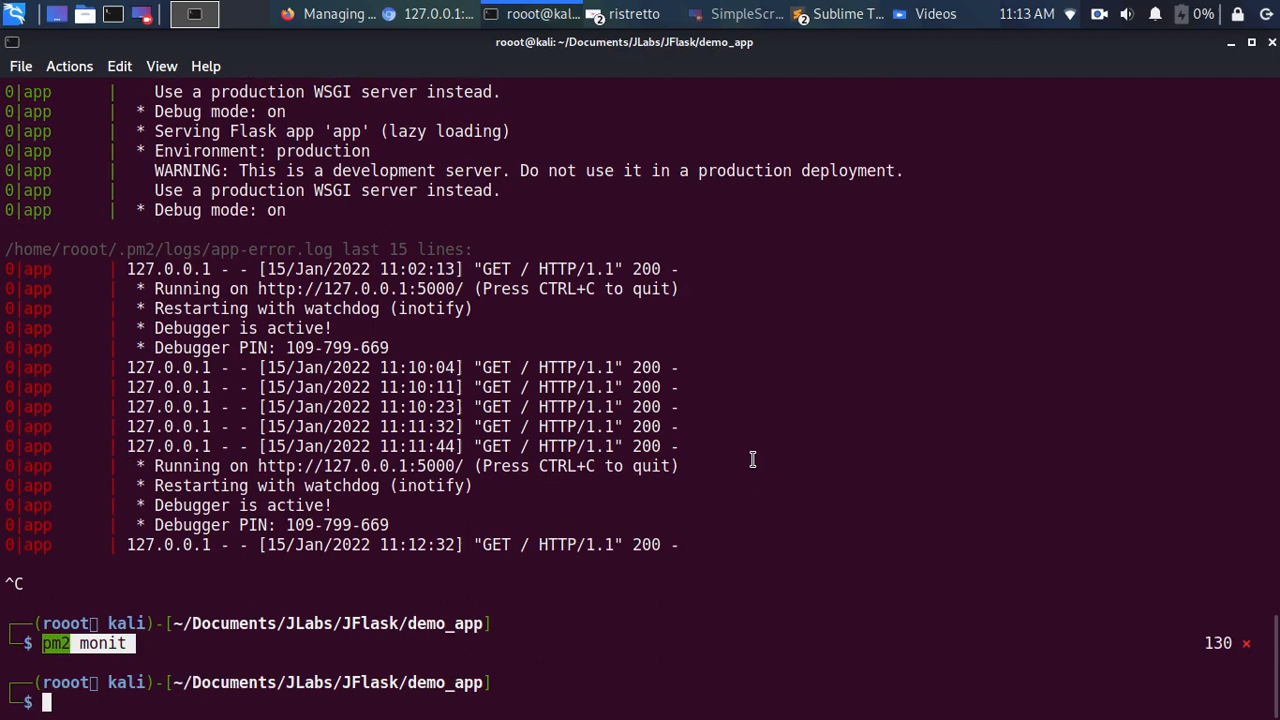 Managing ...
127.0.0.1:...
rooot@kal...
2
ristretto
SimpleScr...
2
Sublime T...
Videos
11:13 AM
0%
rooot@kali: ~/Documents/JLabs/JFlask/demo_app
File Actions Edit View Help
0|app | Use a production WSGI server instead.
0|app | * Debug mode: on
0|app | * Serving Flask app 'app' (lazy loading)
0|app | * Environment: production
0|app | WARNING: This is a development server. Do not use it in a production deployment.
0|app | Use a production WSGI server instead.
0|app | * Debug mode: on
/home/rooot/.pm2/logs/app-error.log last 15 lines:
0|app | 127.0.0.1 - - [15/Jan/2022 11:02:13] "GET / HTTP/1.1" 200 -
0|app | * Running on http://127.0.0.1:5000/ (Press CTRL+C to quit)
0|app | * Restarting with watchdog (inotify)
0|app | * Debugger is active!
0|app | * Debugger PIN: 109-799-669
0|app | 127.0.0.1 - - [15/Jan/2022 11:10:04] "GET / HTTP/1.1" 200 -
0|app | 127.0.0.1 - - [15/Jan/2022 11:10:11] "GET / HTTP/1.1" 200 -
0|app | 127.0.0.1 - - [15/Jan/2022 11:10:23] "GET / HTTP/1.1" 200 -
0|app | 127.0.0.1 - - [15/Jan/2022 11:11:32] "GET / HTTP/1.1" 200 -
0|app | 127.0.0.1 - - [15/Jan/2022 11:11:44] "GET / HTTP/1.1" 200 -
0|app | * Running on http://127.0.0.1:5000/ (Press CTRL+C to quit)
0|app | * Restarting with watchdog (inotify)
0|app | * Debugger is active!
0|app | * Debugger PIN: 109-799-669
0|app | 127.0.0.1 - - [15/Jan/2022 11:12:32] "GET / HTTP/1.1" 200 -
^C
┌──(rooot kali)-[~/Documents/JLabs/JFlask/demo_app]
└─$ pm2 monit 130 ×
┌──(rooot kali)-[~/Documents/JLabs/JFlask/demo_app]
└─$